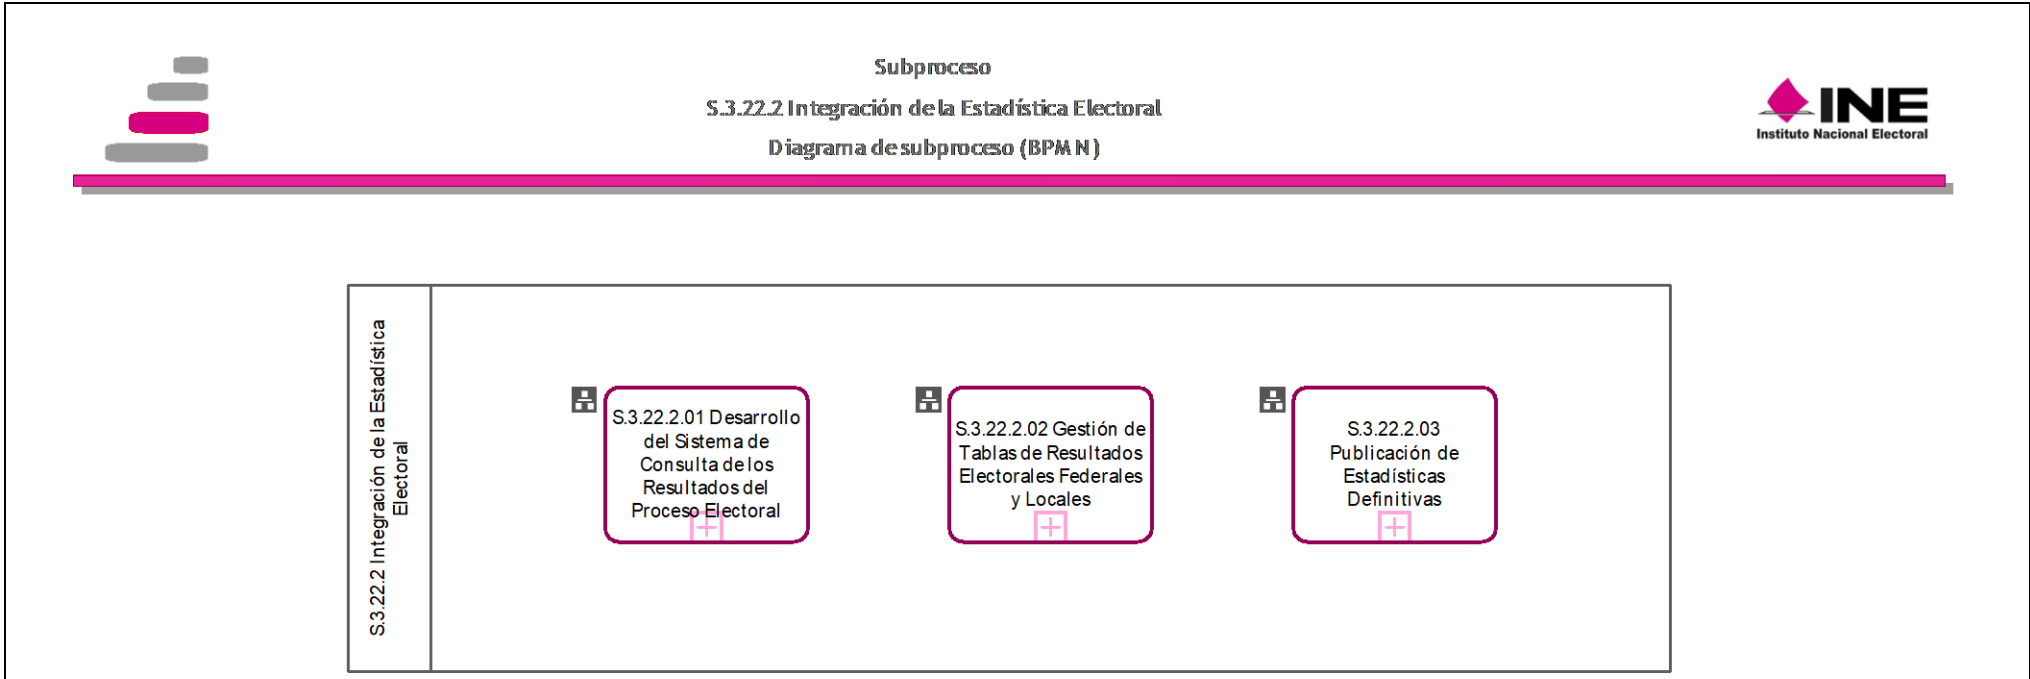 Subproceso
S.3.22.2 Integración de la Estadística Electoral
Diagrama de subproceso (BPMN)
INE
Instituto Nacional Electoral
S.3.22.2 Integración de la Estadística
Electoral
S.3.22.2.01 Desarrollo
del Sistema de
Consulta de los
Resultados del
Proceso Electoral
S.3.22.2.02 Gestión de
Tablas de Resultados
Electorales Federales
y Locales
S.3.22.2.03
Publicación de
Estadísticas
Definitivas